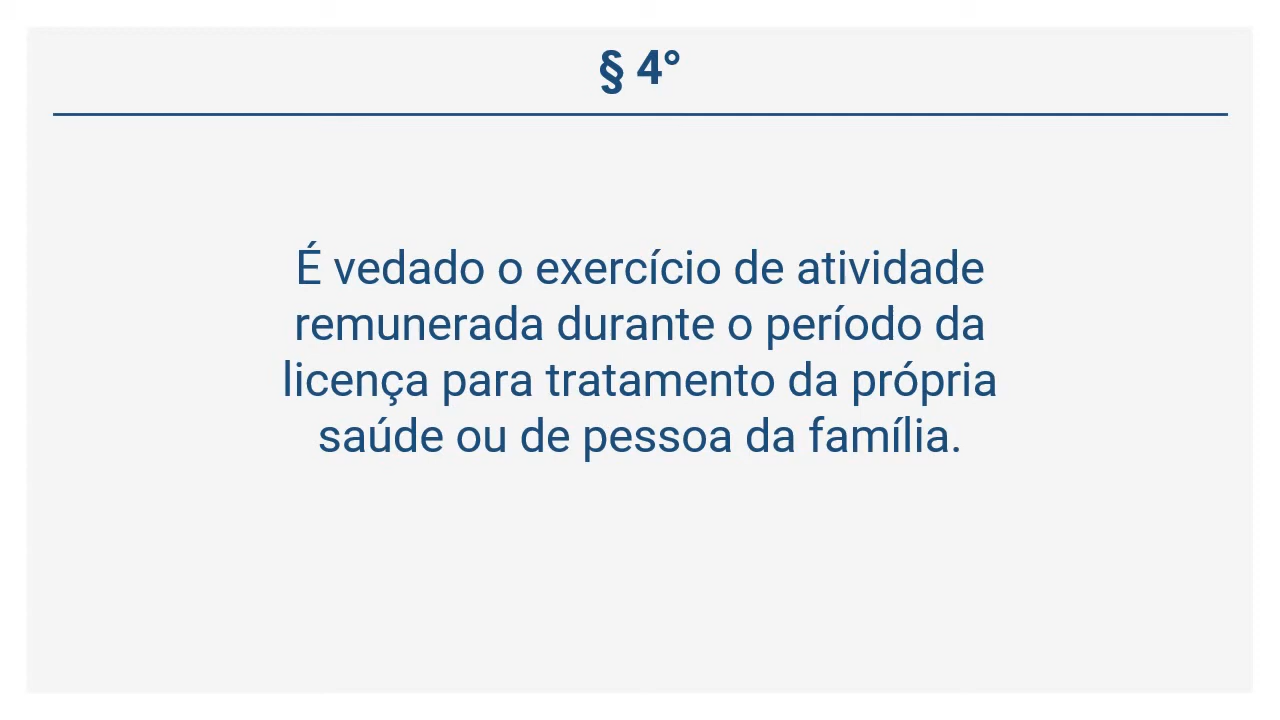 § 4°
É vedado o exercício de atividade
remunerada durante o período da
licença para tratamento da própria
saúde ou de pessoa da família.